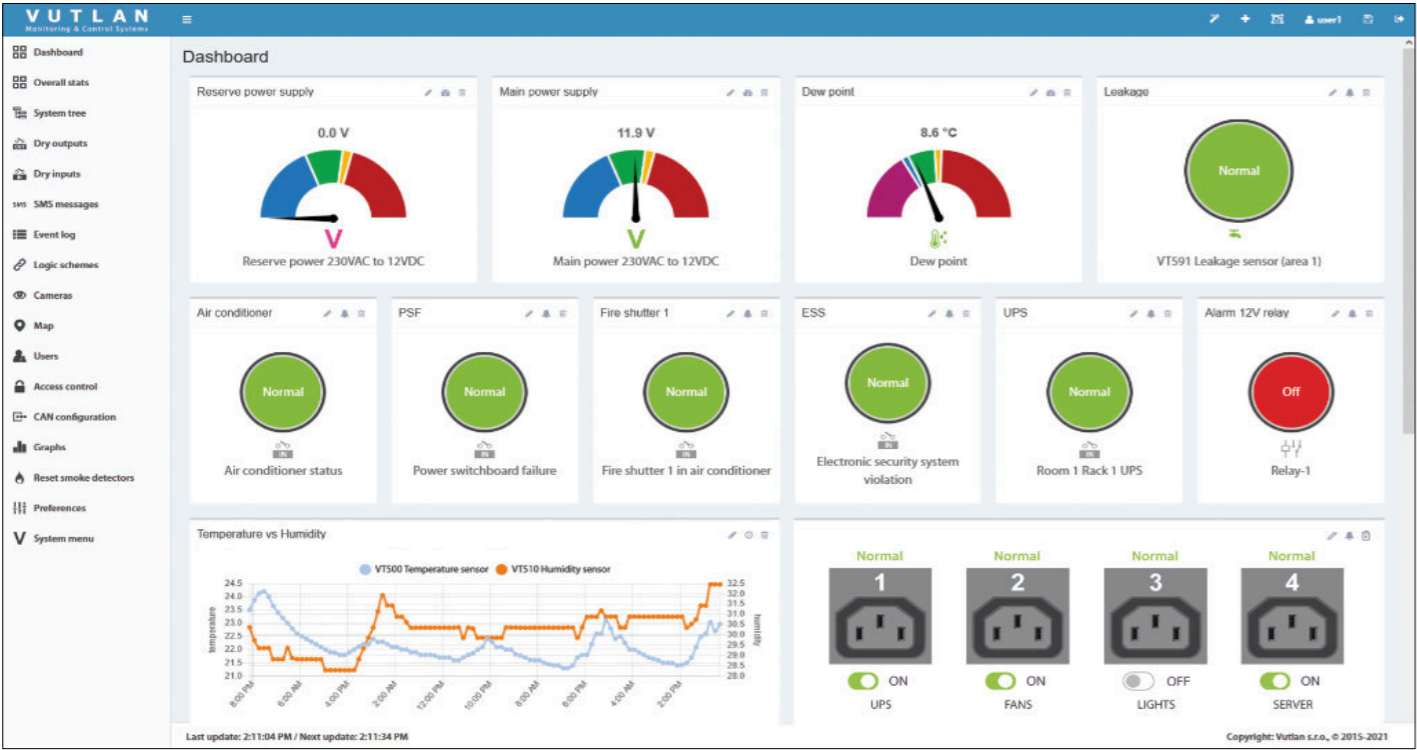 VUTLAN
Monitoring & Control Systems
user1
Dashboard
Overall stats
System tree
Dry outputs
Dry inputs
SMS SMS messages
Event log
Logic schemes
Cameras
Map
Users
Access control
CAN configuration
Graphs
Reset smoke detectors
Preferences
V System menu
Dashboard
Reserve power supply
0.0 V
V
Reserve power 230VAC to 12VDC
Main power supply
11.9 V
V
Main power 230VAC to 12VDC
Dew point
8.6 °C
Dew point
Leakage
Normal
VT591 Leakage sensor (area 1)
Air conditioner
Normal
IN
Air conditioner status
PSF
Normal
IN
Power switchboard failure
Fire shutter 1
Normal
IN
Fire shutter 1 in air conditioner
ESS
Normal
IN
Electronic security system
violation
UPS
Normal
IN
Room 1 Rack 1 UPS
Alarm 12V relay
Off
Relay-1
Temperature vs Humidity
VT500 Temperature sensor VT510 Humidity sensor
24.5
24.0
23.5
23.0
22.5
22.0
21.5
21.0
temperature
32.5
32.0
31.5
31.0
30.5
30.0
29.5
29.0
28.5
28.0
humidity
8:00 PM
6:00 AM
4:00 PM
2:00 AM
12:00 PM
10:00 PM
8:00 AM
6:00 PM
4:00 AM
2:00 PM
Normal Normal Normal Normal
1 2 3 4
ON ON OFF ON
UPS FANS LIGHTS SERVER
Last update: 2:11:04 PM / Next update: 2:11:34 PM
Copyright: Vutlan s.r.o., © 2015-2021